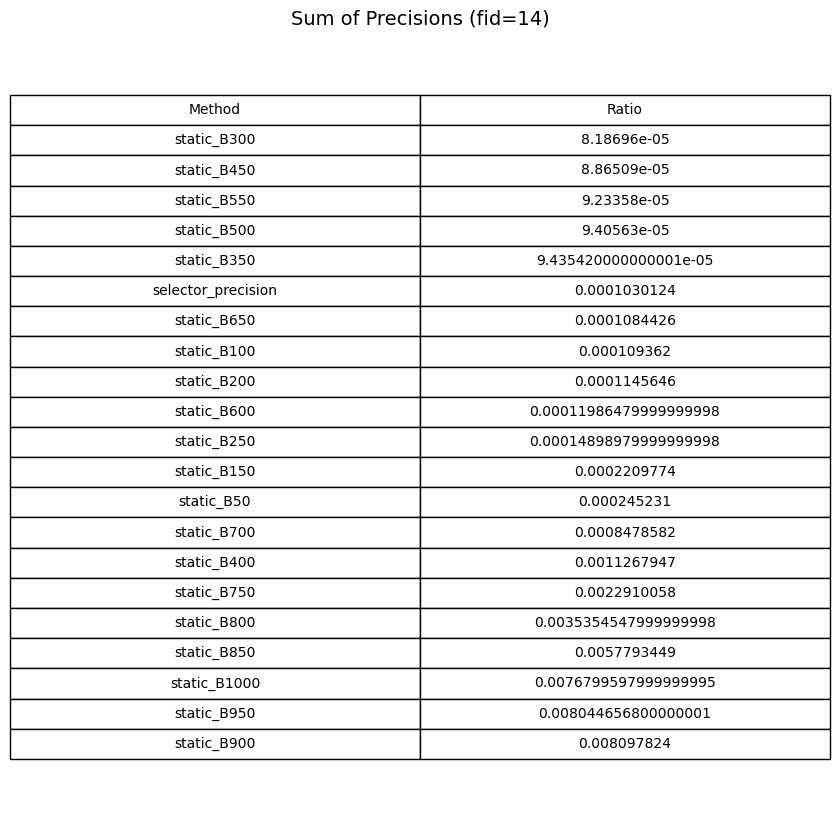 Sum of Precisions (fid=14)
Method Ratio
static_B300 8.18696e-05
static_B450 8.86509e-05
static_B550 9.23358e-05
static_B500 9.40563e-05
static_B350 9.435420000000001e-05
selector_precision 0.0001030124
static_B650 0.0001084426
static_B100 0.000109362
static_B200 0.0001145646
static_B600 0.00011986479999999998
static_B250 0.00014898979999999998
static_B150 0.0002209774
static_B50 0.000245231
static_B700 0.0008478582
static_B400 0.0011267947
static_B750 0.0022910058
static_B800 0.0035354547999999998
static_B850 0.0057793449
static_B1000 0.0076799597999999995
static_B950 0.008044656800000001
static_B900 0.008097824